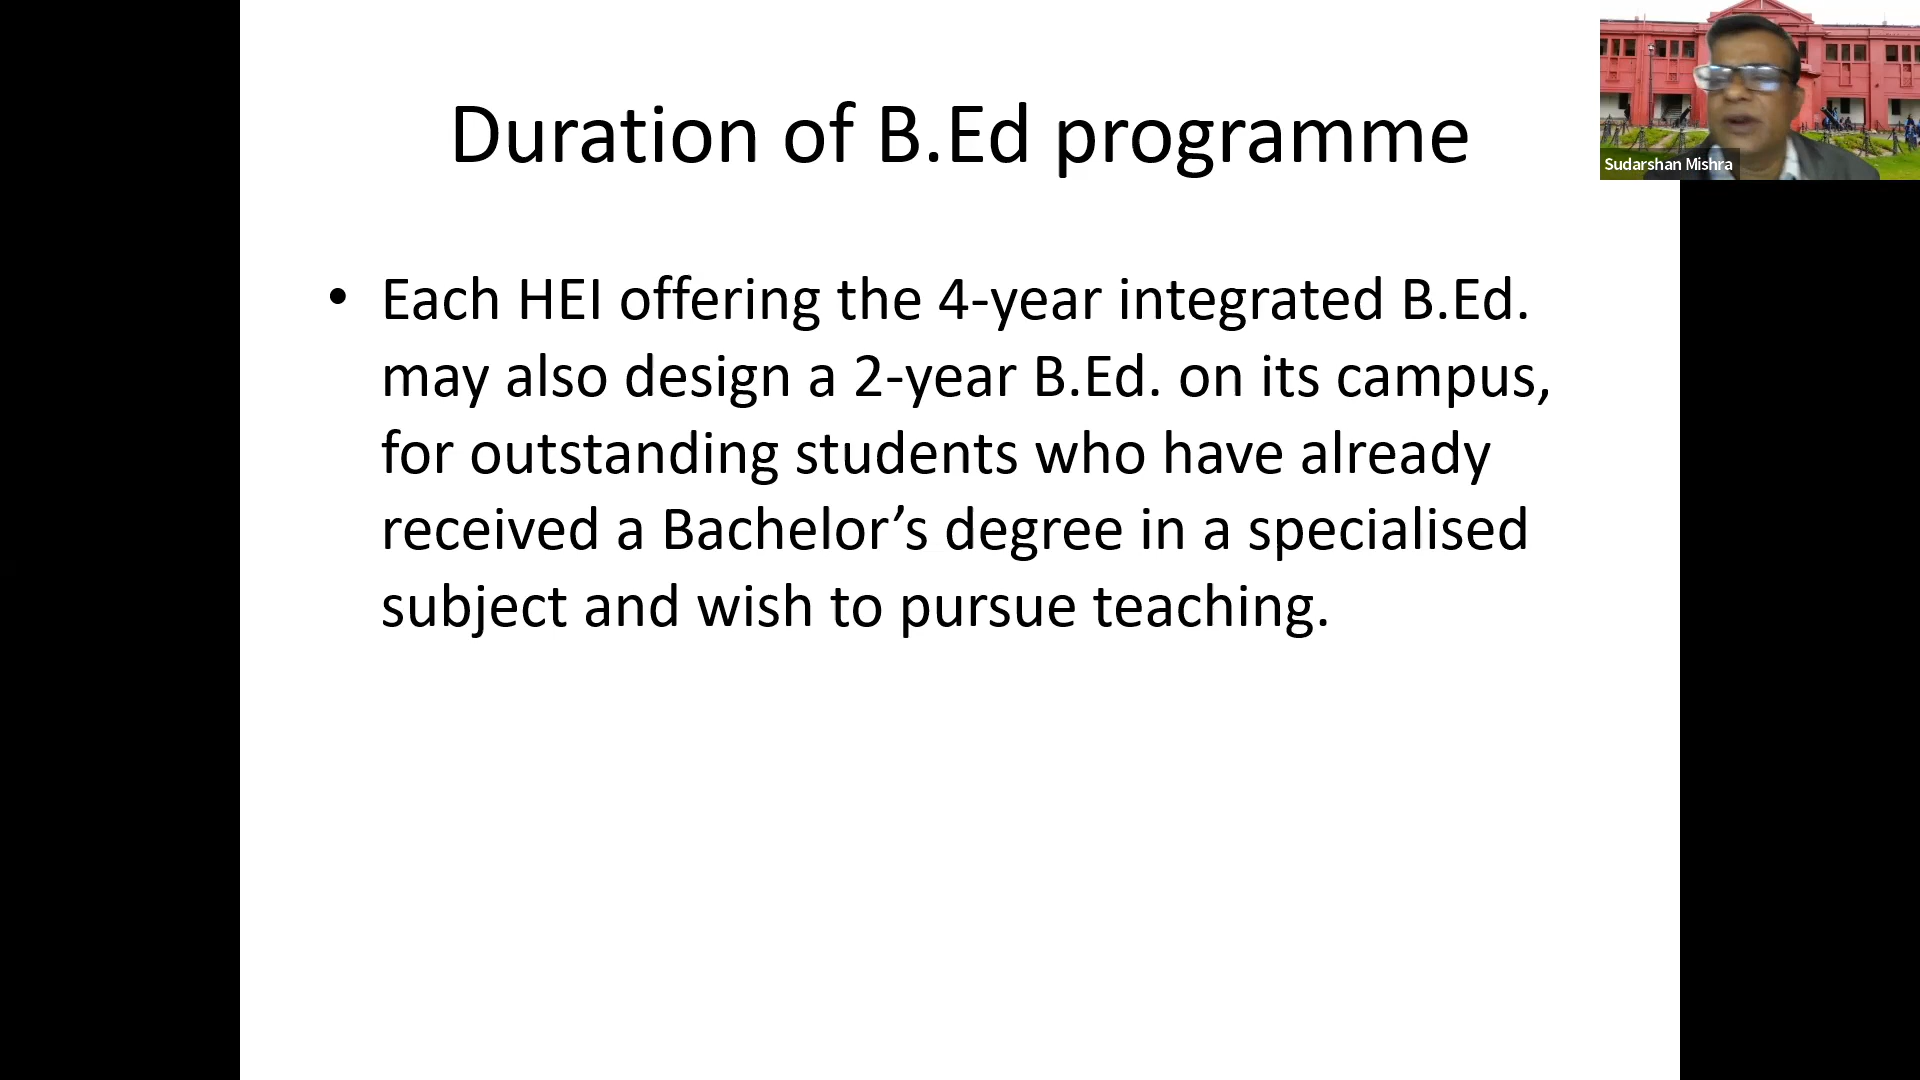 Duration of B.Ed programme
• Each HEI offering the 4-year integrated B.Ed.
may also design a 2-year B.Ed. on its campus,
for outstanding students who have already
received a Bachelor’s degree in a specialised
subject and wish to pursue teaching.
Sudarshan Mishra